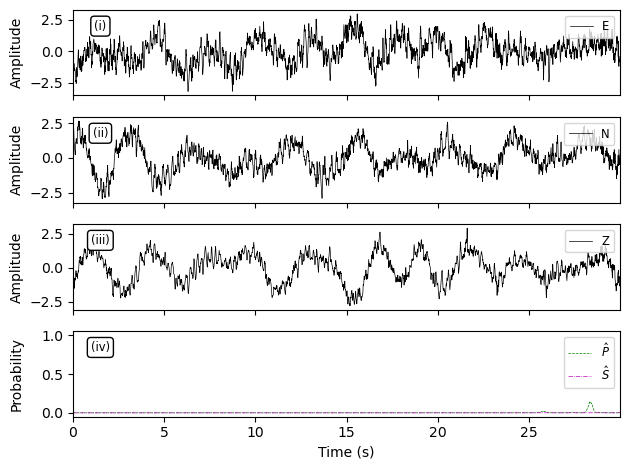 Amplitude
2.5
0.0
−2.5
(i)
E
Amplitude
2.5
0.0
−2.5
(ii)
N
Amplitude
2.5
0.0
−2.5
(iii)
Z
Probability
1.0
0.5
0.0
(iv)
P̂
Ŝ
0 5 10 15 20 25
Time (s)